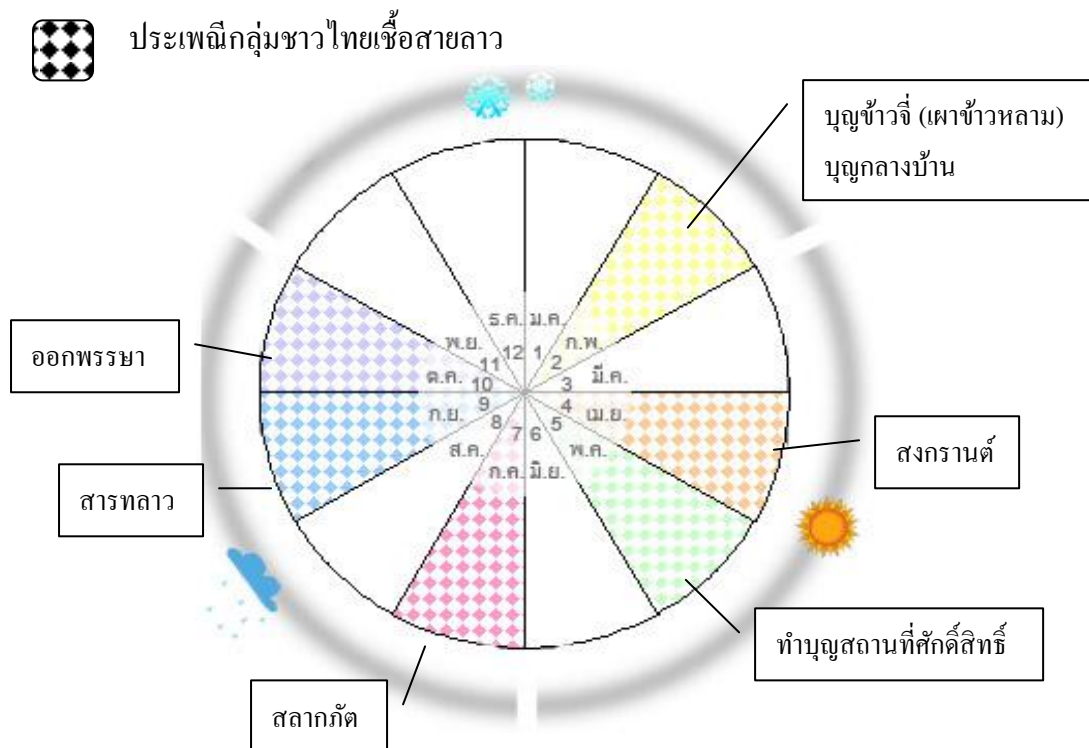 ประเพณีกลุ่มชาวไทยเชื้อสายลาว
บุญข้าวจี่ (เผาข้าวหลาม)
บุญกลางบ้าน
ธ.ค. ม.ค.
พ.ย. ก.พ.
12 1
11 2
ออกพรรษา
ต.ค. 10 3 มี.ค.
ก.ย. 9 4 เม.ย.
8 5
7 6
ส.ค. พ.ค.
ก.ค. มิ.ย.
สงกรานต์
สารทลาว
ทำบุญสถานที่ศักดิ์สิทธิ์
สลากภัต